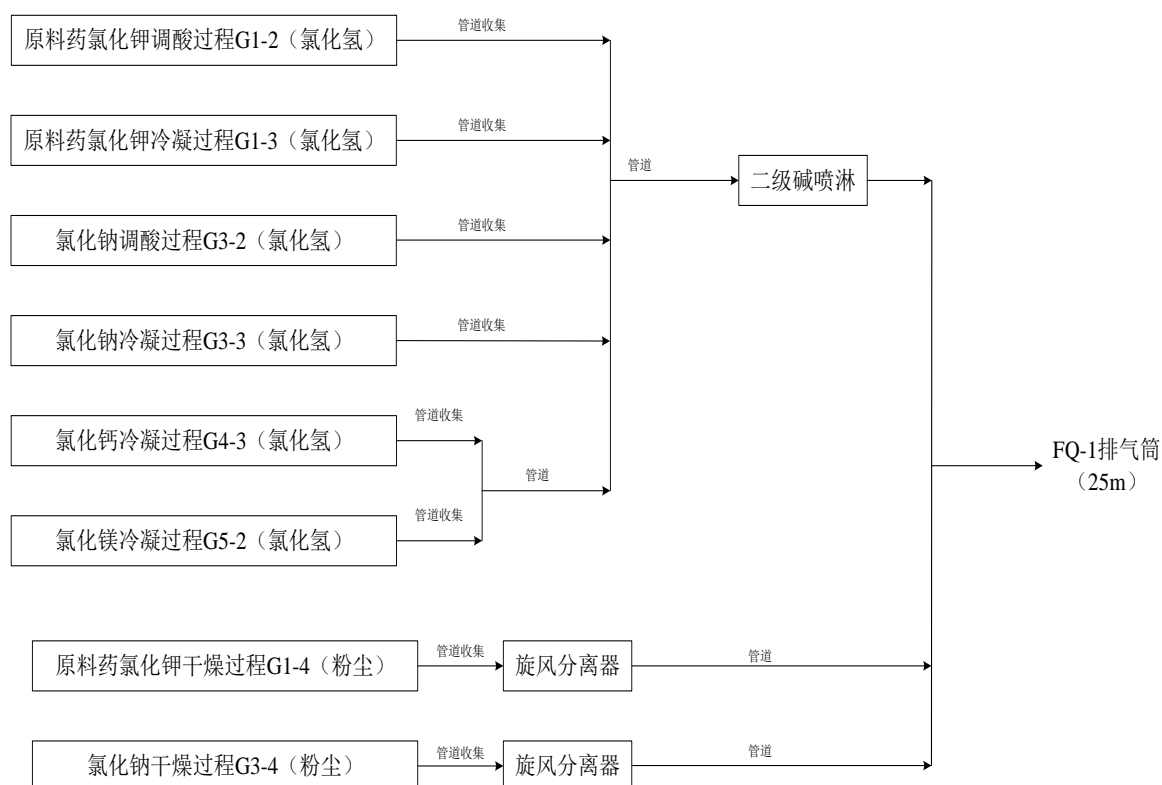 原料药氯化钾调酸过程G1-2（氯化氢）
管道收集
原料药氯化钾冷凝过程G1-3（氯化氢）
管道收集
管道
二级碱喷淋
氯化钠调酸过程G3-2（氯化氢）
管道收集
氯化钠冷凝过程G3-3（氯化氢）
管道收集
氯化钙冷凝过程G4-3（氯化氢）
管道收集
管道
氯化镁冷凝过程G5-2（氯化氢）
管道收集
FQ-1排气筒
（25m）
原料药氯化钾干燥过程G1-4（粉尘）
管道收集
旋风分离器
管道
氯化钠干燥过程G3-4（粉尘）
管道收集
旋风分离器
管道